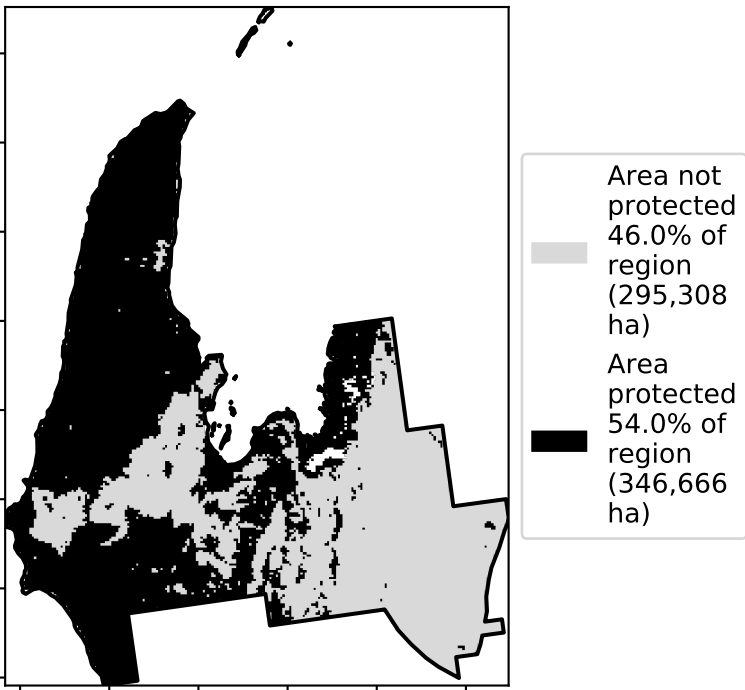 Area not
protected
46.0% of
region
(295,308
ha)
Area
protected
54.0% of
region
(346,666
ha)